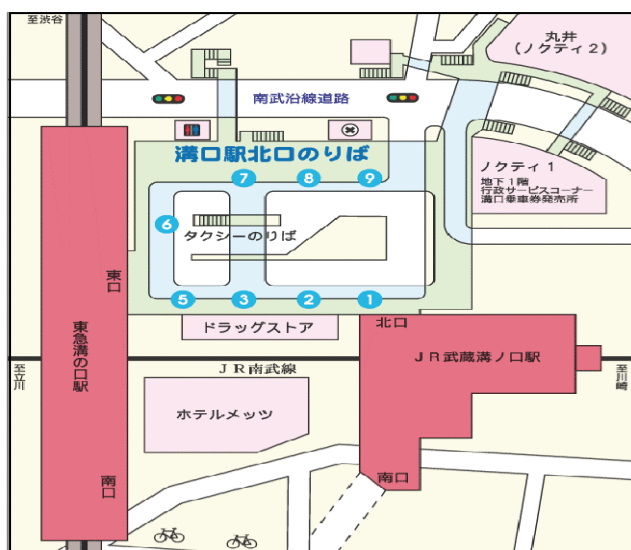 至渋谷
丸井
(ノクティ2)
南武沿線道路
溝口駅北口のりば
7
8
9
ノクティ1
地下1階
行政サービスコーナー
溝口乗車券発売所
6
タクシーのりば
東口
5
3
2
1
北口
ドラッグストア
東急溝の口駅
JR南武線
JR武蔵溝ノ口駅
至立川
至川崎
ホテルメッツ
南口
南口